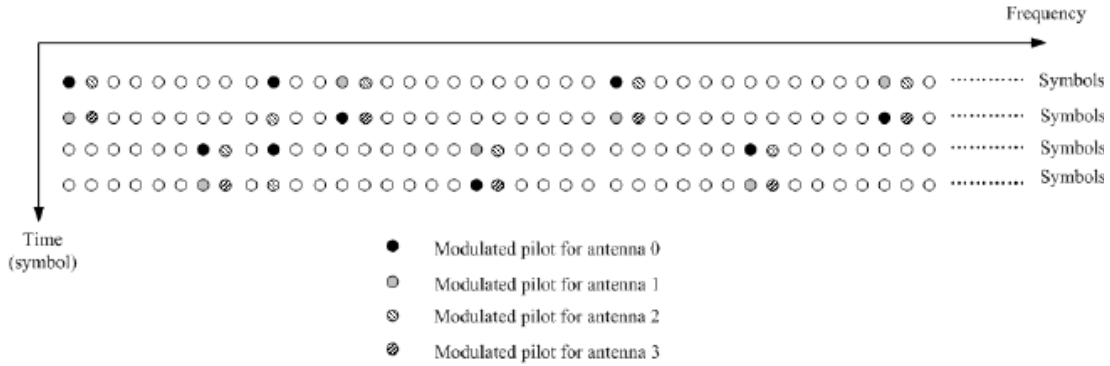 Frequency
Symbols
Symbols
Symbols
Symbols
Time
(symbol)
Modulated pilot for antenna 0
Modulated pilot for antenna 1
Modulated pilot for antenna 2
Modulated pilot for antenna 3